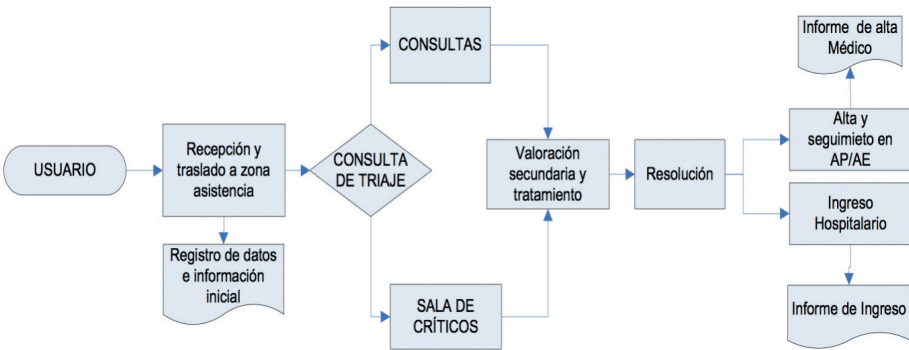 USUARIO
Recepción y
traslado a zona
asistencia
Registro de datos
e información
inicial
CONSULTA
DE TRIAJE
CONSULTAS
SALA DE
CRÍTICOS
Valoración
secundaria y
tratamiento
Resolución
Informe de alta
Médico
Alta y
seguimieto en
AP/AE
Ingreso
Hospitalario
Informe de Ingreso